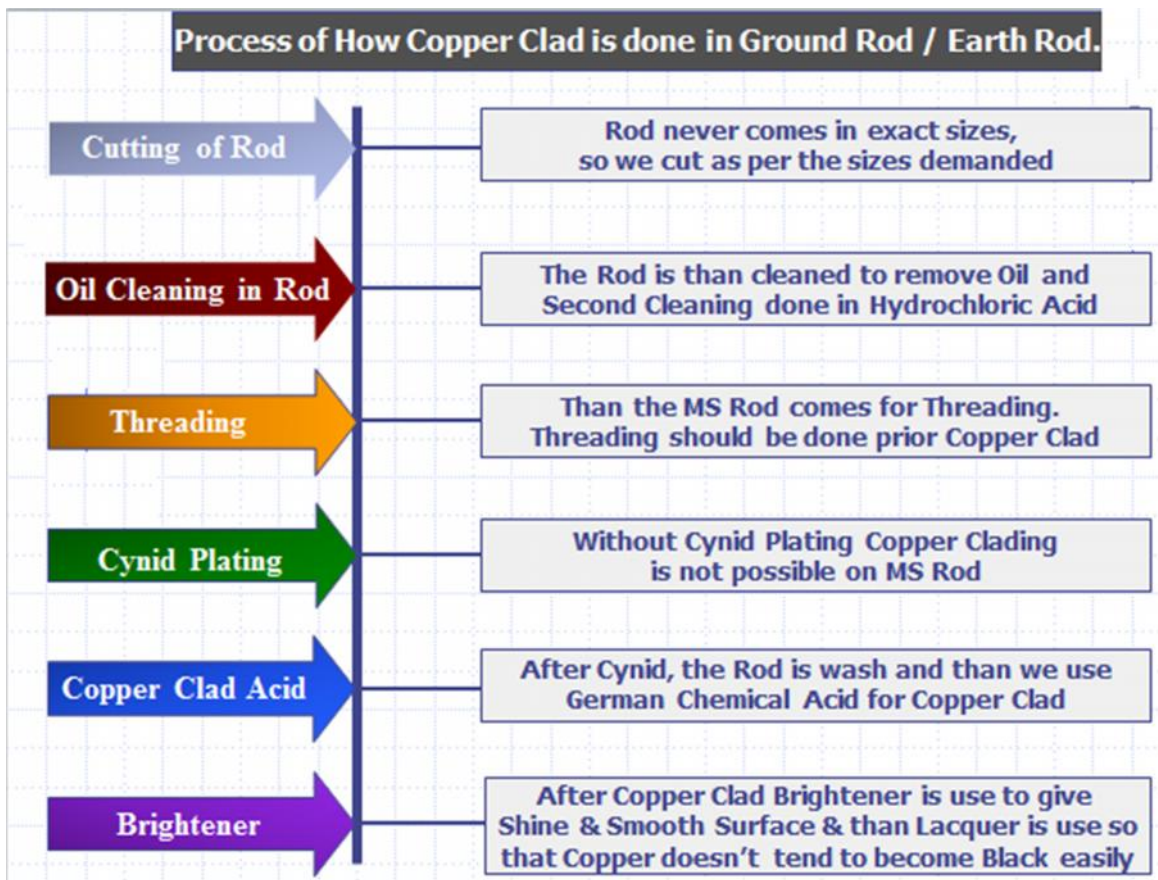 Process of How Copper Clad is done in Ground Rod / Earth Rod.
Cutting of Rod
Rod never comes in exact sizes,
so we cut as per the sizes demanded
Oil Cleaning in Rod
The Rod is than cleaned to remove Oil and
Second Cleaning done in Hydrochloric Acid
Threading
Than the MS Rod comes for Threading.
Threading should be done prior Copper Clad
Cynid Plating
Without Cynid Plating Copper Clading
is not possible on MS Rod
Copper Clad Acid
After Cynid, the Rod is wash and than we use
German Chemical Acid for Copper Clad
Brightener
After Copper Clad Brightener is use to give
Shine & Smooth Surface & than Lacquer is use so
that Copper doesn't tend to become Black easily